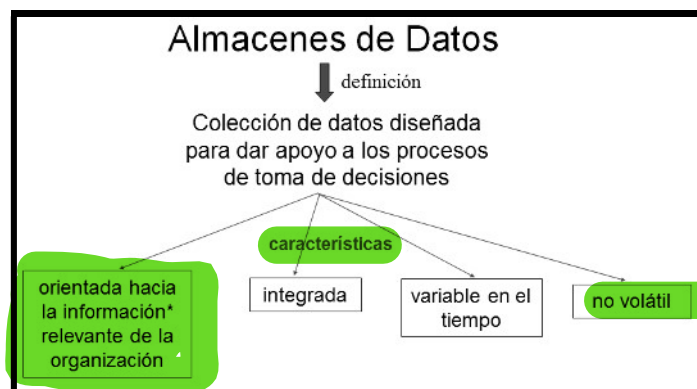 Almacenes de Datos
definición
Colección de datos diseñada
para dar apoyo a los procesos
de toma de decisiones
características
orientada hacia
la información*
relevante de la
organización
integrada
variable en el
tiempo
no volátil